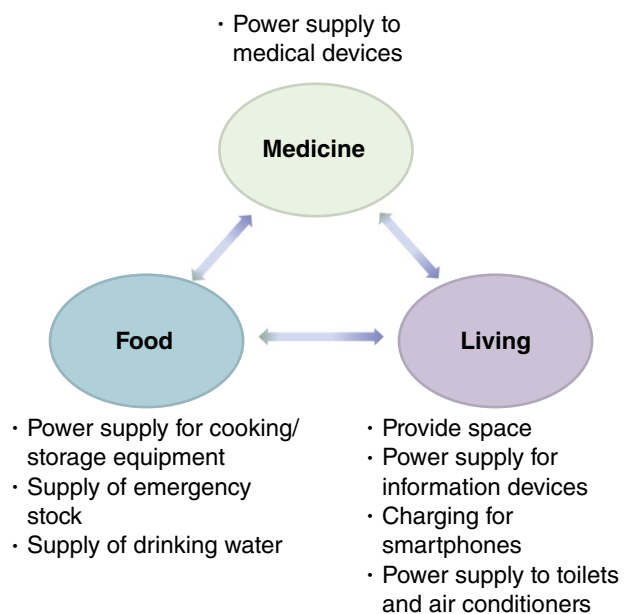 ・Power supply to
medical devices
Medicine
Food
Living
・Power supply for cooking/
storage equipment
・Supply of emergency
stock
・Supply of drinking water
・Provide space
・Power supply for
information devices
・Charging for
smartphones
・Power supply to toilets
and air conditioners